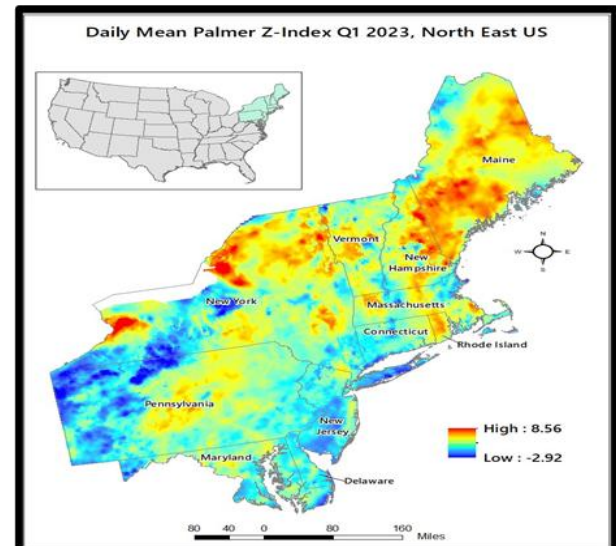 Daily Mean Palmer Z-Index Q1 2023, North East US
Maine
Vermont
N
W E
S
New
Hampshire
New York
Massachusetts
Connecticut
Rhode Island
Pennsylvania
New
Jersey
High : 8.56
Low : -2.92
Maryland
Delaware
80 40 0 80 160
Miles